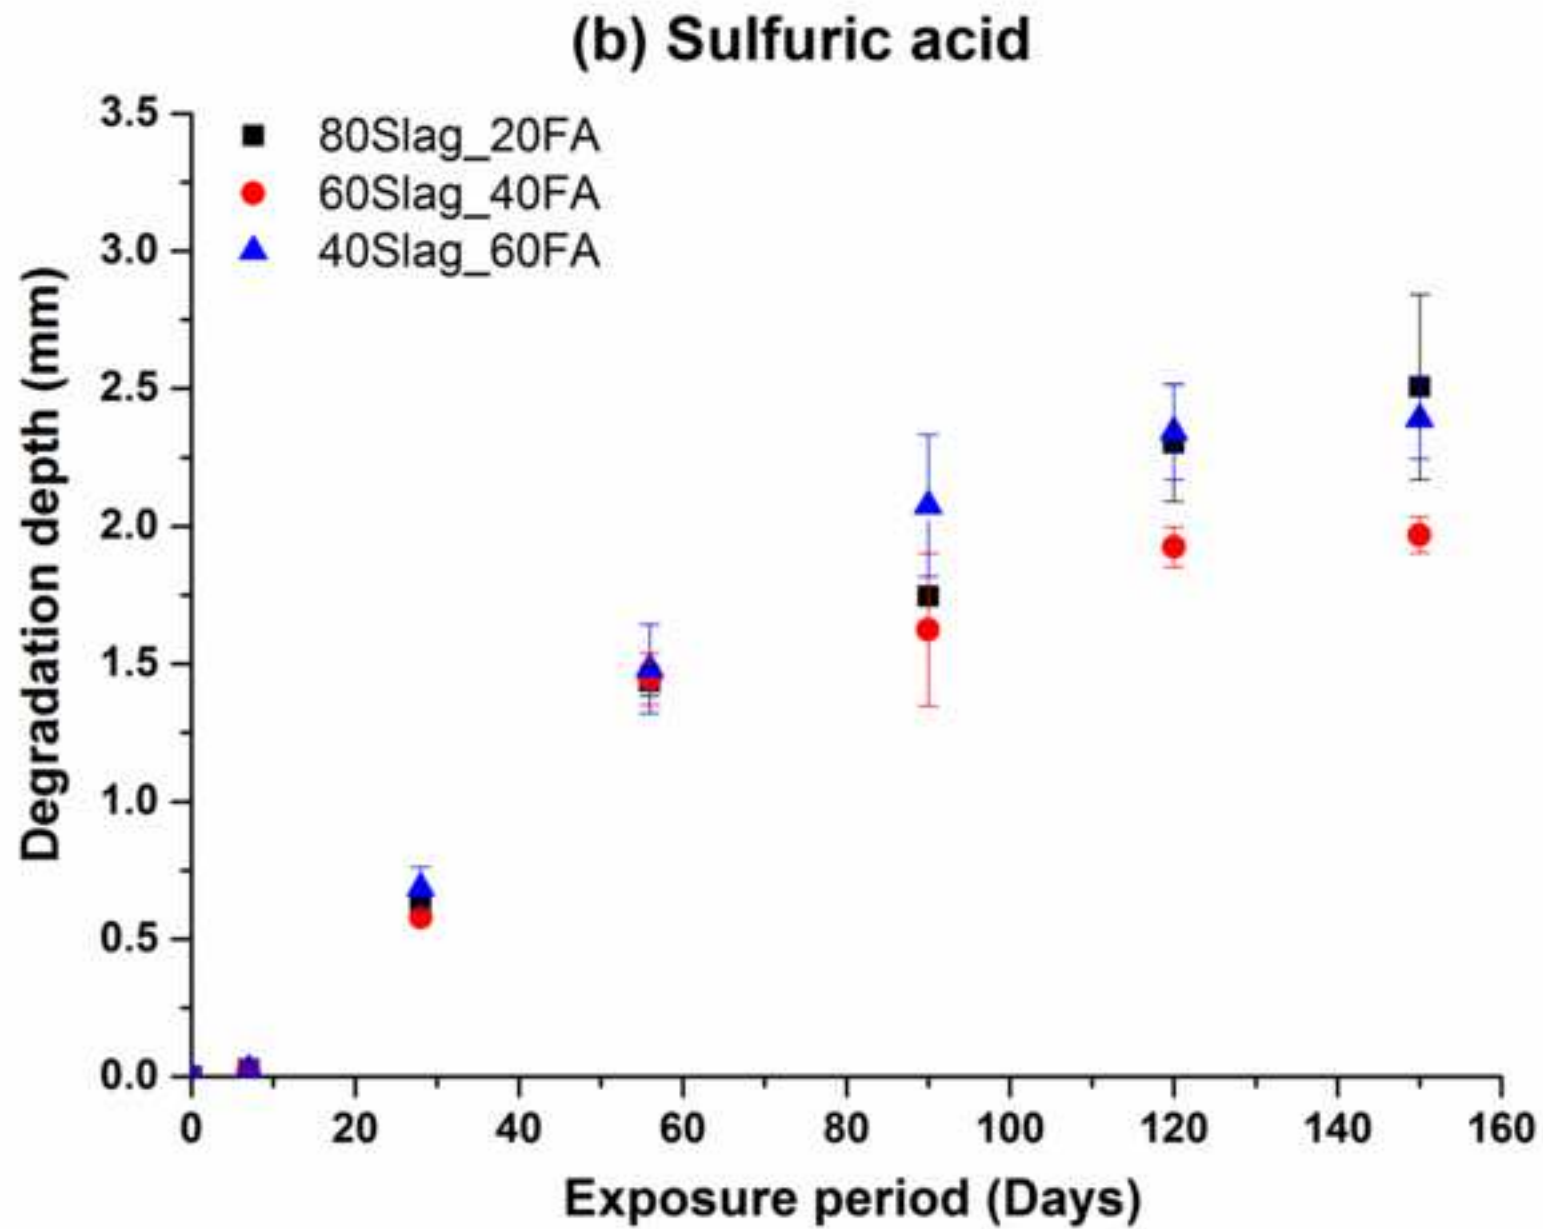 (b) Sulfuric acid
80Slag_20FA
60Slag_40FA
40Slag_60FA
Degradation depth (mm)
3.5
3.0
2.5
2.0
1.5
1.0
0.5
0.0
0 20 40 60 80 100 120 140 160
Exposure period (Days)